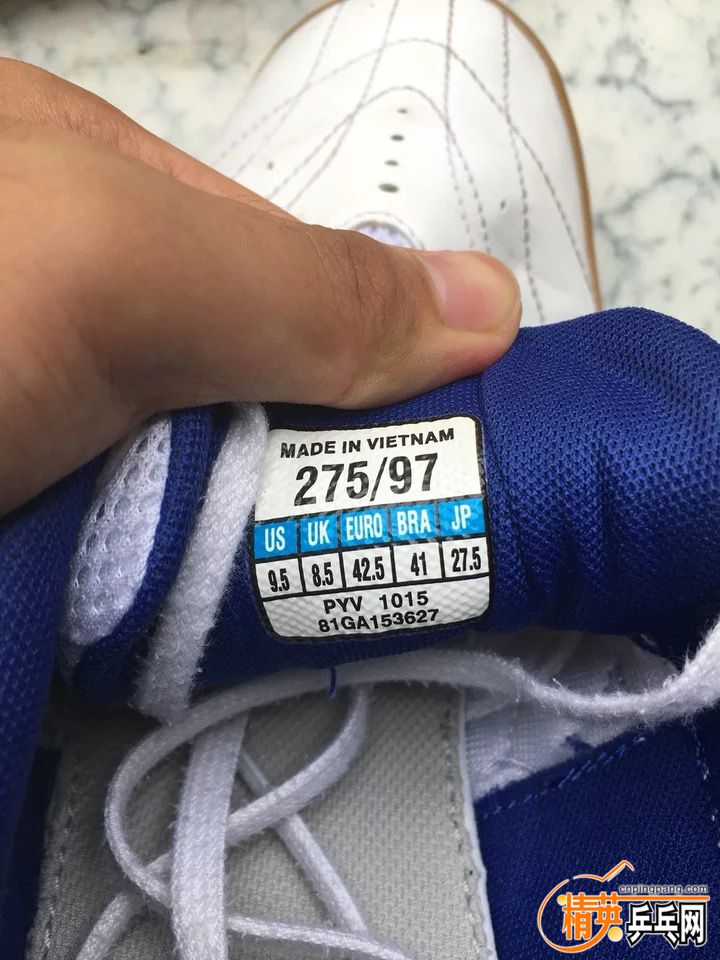 MADE IN VIETNAM
275/97
US UK EURO BRA JP
9.5 8.5 42.5 41 27.5
PYV 1015
81GA153627
cnpingpang.com
精英乒乓网